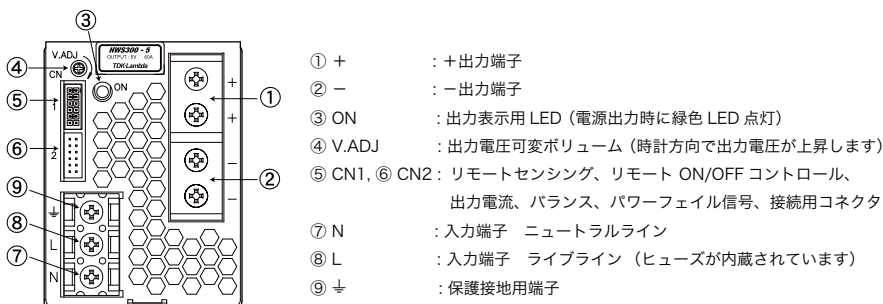 ③
HWS300 - 5
OUTPUT : 5V 60A
TDK-Lambda
V.ADJ
④
CN
ON
⑤
1
+
①
+
⑥
2
−
②
−
⑨
⑧
L
⑦
N
① + : +出力端子
② − : −出力端子
③ ON : 出力表示用 LED(電源出力時に緑色 LED 点灯)
④ V.ADJ : 出力電圧可変ボリューム(時計方向で出力電圧が上昇します)
⑤ CN1, ⑥ CN2 : リモートセンシング、リモート ON/OFF コントロール、
出力電流、バランス、パワーフェイル信号、接続用コネクタ
⑦ N : 入力端子 ニュートラルライン
⑧ L : 入力端子 ライブライン (ヒューズが内蔵されています)
⑨ ⏚ : 保護接地用端子